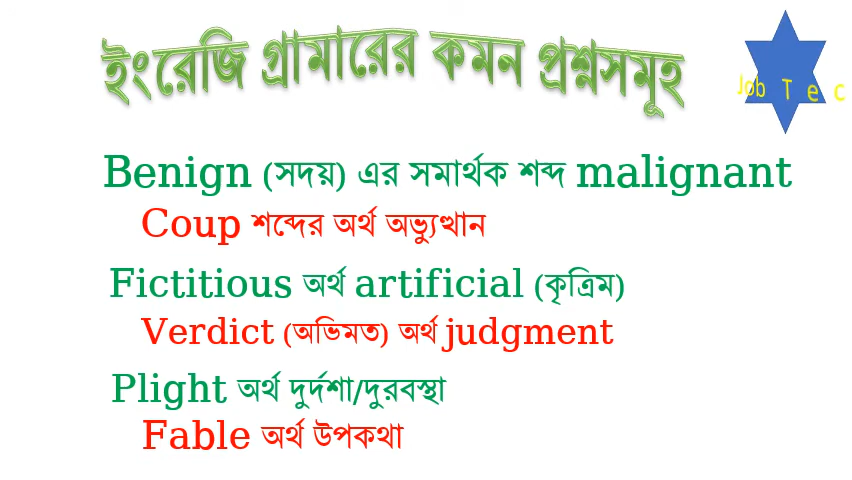 ইংরেজি গ্রামারের কমন প্রশ্নসমূহ
Job Tec
Benign (সদয়) এর সমার্থক শব্দ malignant
Coup শব্দের অর্থ অভ্যুত্থান
Fictitious অর্থ artificial (কৃত্রিম)
Verdict (অভিমত) অর্থ judgment
Plight অর্থ দুর্দশা/দুরবস্থা
Fable অর্থ উপকথা